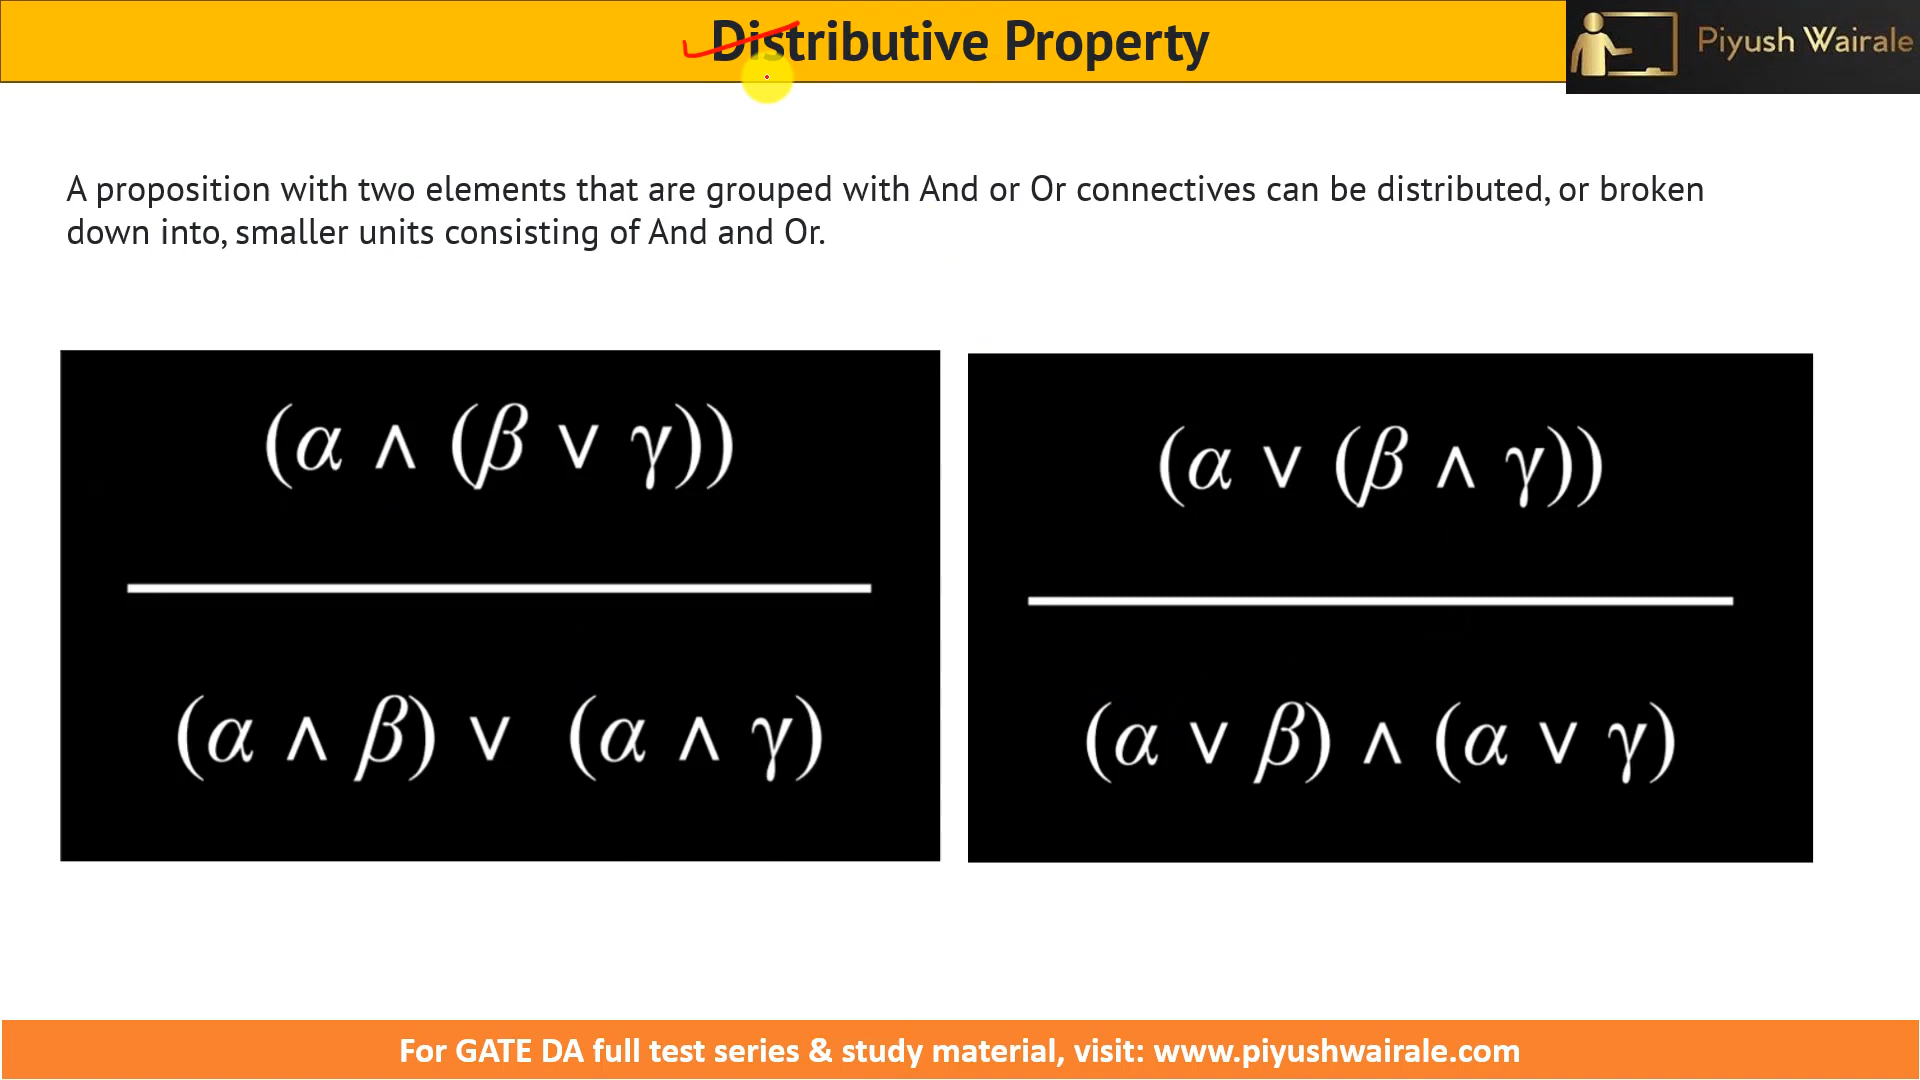 Distributive Property
Piyush Wairale
A proposition with two elements that are grouped with And or Or connectives can be distributed, or broken
down into, smaller units consisting of And and Or.
(α ∧ (β ∨ γ))
(α ∧ β) ∨ (α ∧ γ)
(α ∨ (β ∧ γ))
(α ∨ β) ∧ (α ∨ γ)
For GATE DA full test series & study material, visit: www.piyushwairale.com